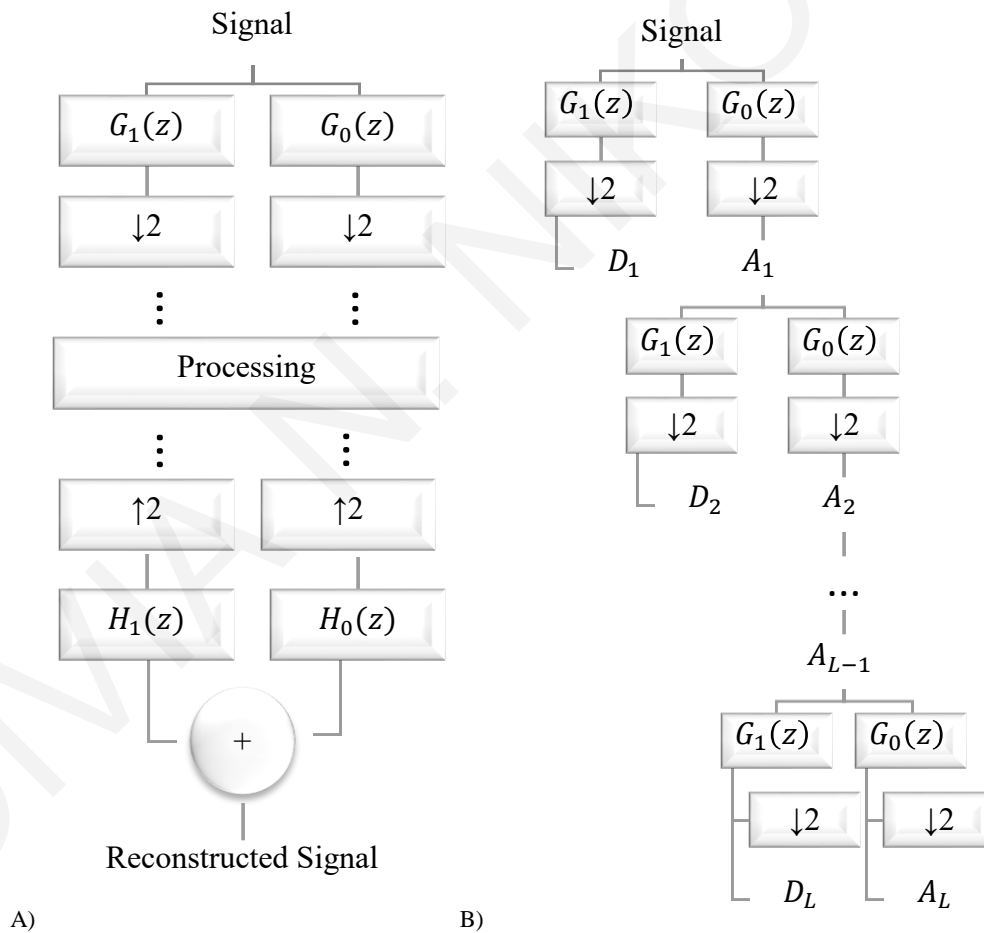 Signal
G₁(z) G₀(z)
↓2 ↓2
⋮ ⋮
Processing
⋮ ⋮
↑2 ↑2
H₁(z) H₀(z)
+
Reconstructed Signal
A)
Signal
G₁(z) G₀(z)
↓2 ↓2
D₁ A₁
G₁(z) G₀(z)
↓2 ↓2
D₂ A₂
...
A_{L−1}
G₁(z) G₀(z)
↓2 ↓2
D_L A_L
B)